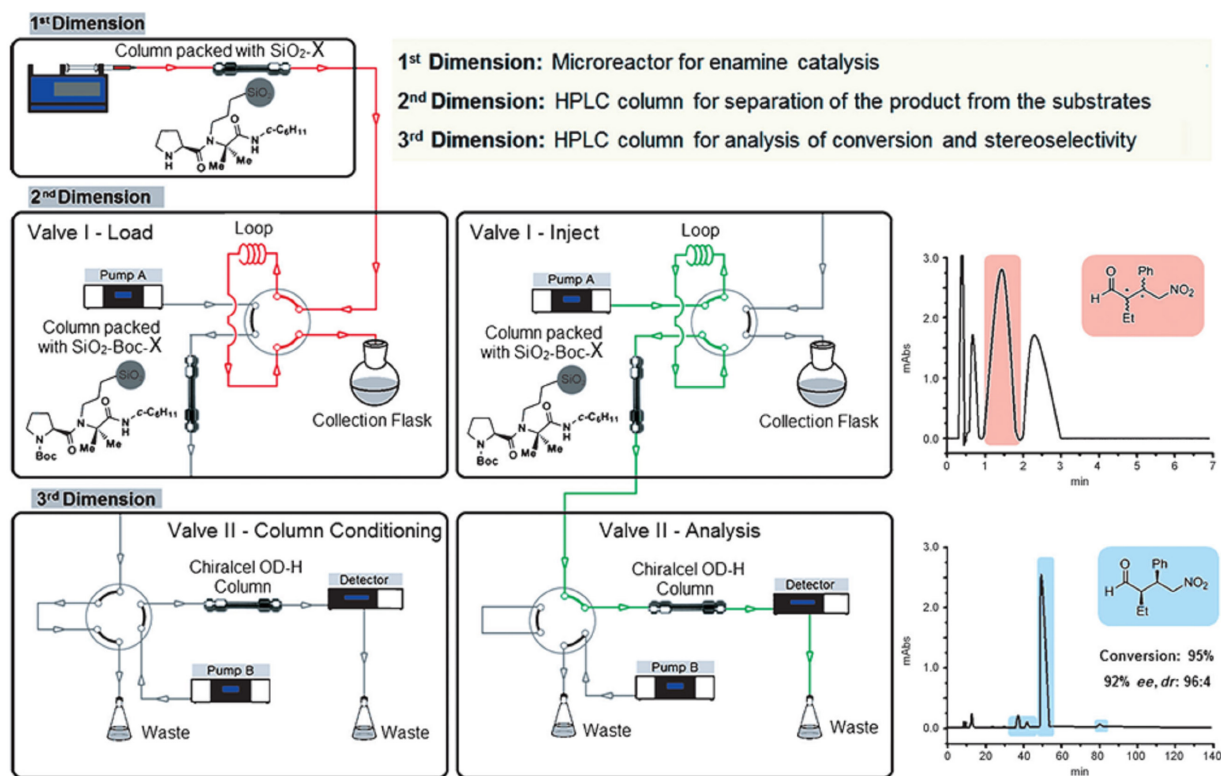 1st Dimension
Column packed with SiO2-X
SiO2
O
H
N
c-C6H11
N
N
H
O
Me
Me
1st Dimension: Microreactor for enamine catalysis
2nd Dimension: HPLC column for separation of the product from the substrates
3rd Dimension: HPLC column for analysis of conversion and stereoselectivity
2nd Dimension
Valve I - Load
Loop
Pump A
Column packed
with SiO2-Boc-X
SiO2
O
H
N
c-C6H11
N
N
Boc
O
Me
Me
Collection Flask
Valve I - Inject
Loop
Pump A
Column packed
with SiO2-Boc-X
SiO2
O
H
N
c-C6H11
N
N
Boc
O
Me
Me
Collection Flask
3.0
2.0
1.0
0.0
mAbs
0 1 2 3 4 5 6 7
min
O
Ph
H
*
*
NO2
Et
3rd Dimension
Valve II - Column Conditioning
Chiralcel OD-H
Column
Detector
Pump B
Waste
Waste
Valve II - Analysis
Chiralcel OD-H
Column
Detector
Pump B
Waste
Waste
3.0
2.0
1.0
0.0
mAbs
0 20 40 60 80 100 120 140
min
O
Ph
H
NO2
Et
Conversion: 95%
92% ee, dr: 96:4